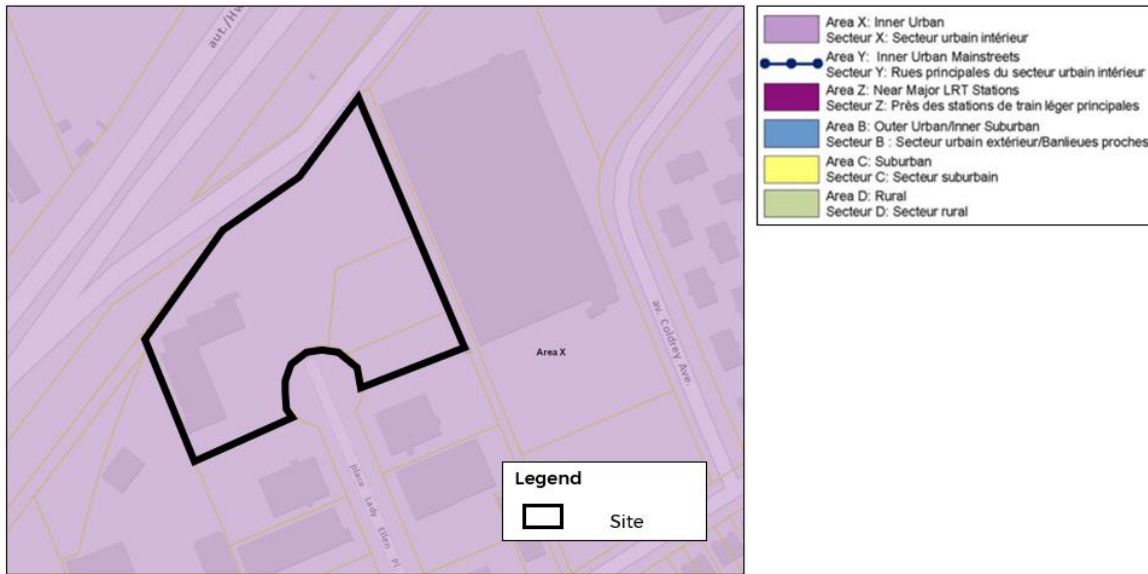 aut./Hw
Area X
av. Coldrey Ave.
place Lady Ellen Pl.
Legend
Site
Area X: Inner Urban
Secteur X: Secteur urbain intérieur
Area Y: Inner Urban Mainstreets
Secteur Y: Rues principales du secteur urbain intérieur
Area Z: Near Major LRT Stations
Secteur Z: Près des stations de train léger principales
Area B: Outer Urban/Inner Suburban
Secteur B : Secteur urbain extérieur/Banlieues proches
Area C: Suburban
Secteur C: Secteur suburbain
Area D: Rural
Secteur D: Secteur rural